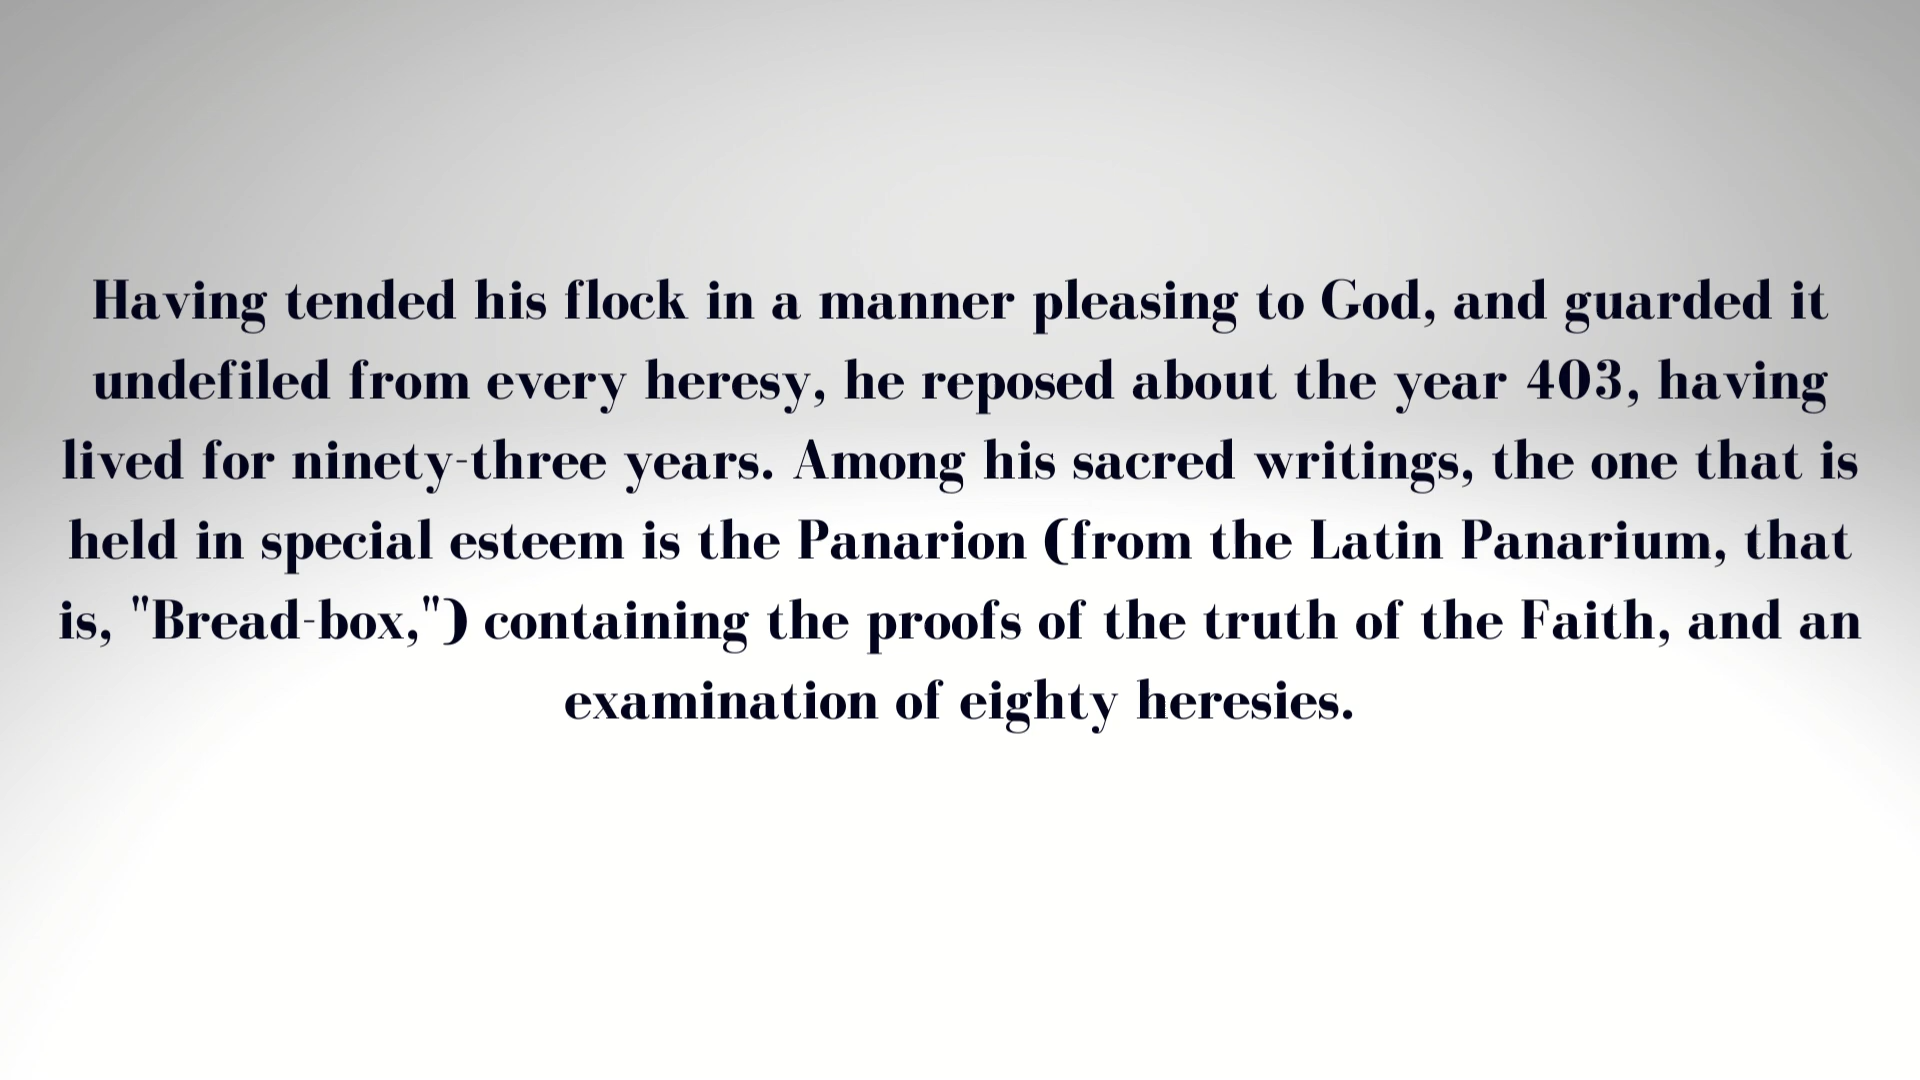 Having tended his flock in a manner pleasing to God, and guarded it
undefiled from every heresy, he reposed about the year 403, having
lived for ninety-three years. Among his sacred writings, the one that is
held in special esteem is the Panarion (from the Latin Panarium, that
is, "Bread-box,") containing the proofs of the truth of the Faith, and an
examination of eighty heresies.